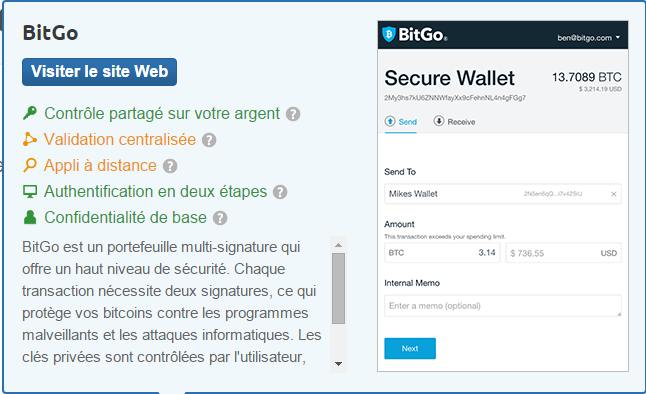 BitGo
Visiter le site Web
Contrôle partagé sur votre argent ?
Validation centralisée ?
Appli à distance ?
Authentification en deux étapes ?
Confidentialité de base ?
BitGo est un portefeuille multi-signature qui
offre un haut niveau de sécurité. Chaque
transaction nécessite deux signatures, ce qui
protège vos bitcoins contre les programmes
malveillants et les attaques informatiques. Les
clés privées sont contrôlées par l'utilisateur,
BitGo
ben@bitgo.com
Secure Wallet
13.7089 BTC
2My3hs7kU6ZNNWfayXx9cFehnNL4n4gFGg7
$ 3,214.19 USD
Send
Receive
Send To
Mikes Wallet
Amount
This transaction exceeds your spending limit.
BTC 3.14 $ 736.55 USD
Internal Memo
Enter a memo (optional)
Next